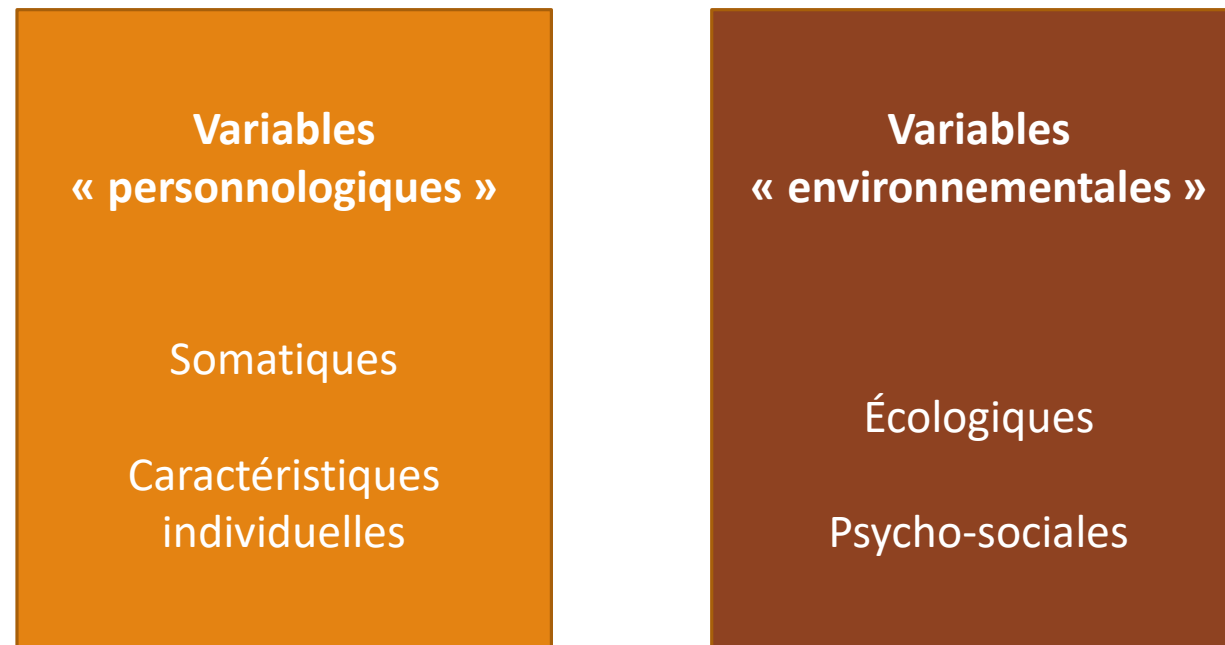 Variables
« personnologiques »
Somatiques
Caractéristiques
individuelles
Variables
« environnementales »
Écologiques
Psycho-sociales